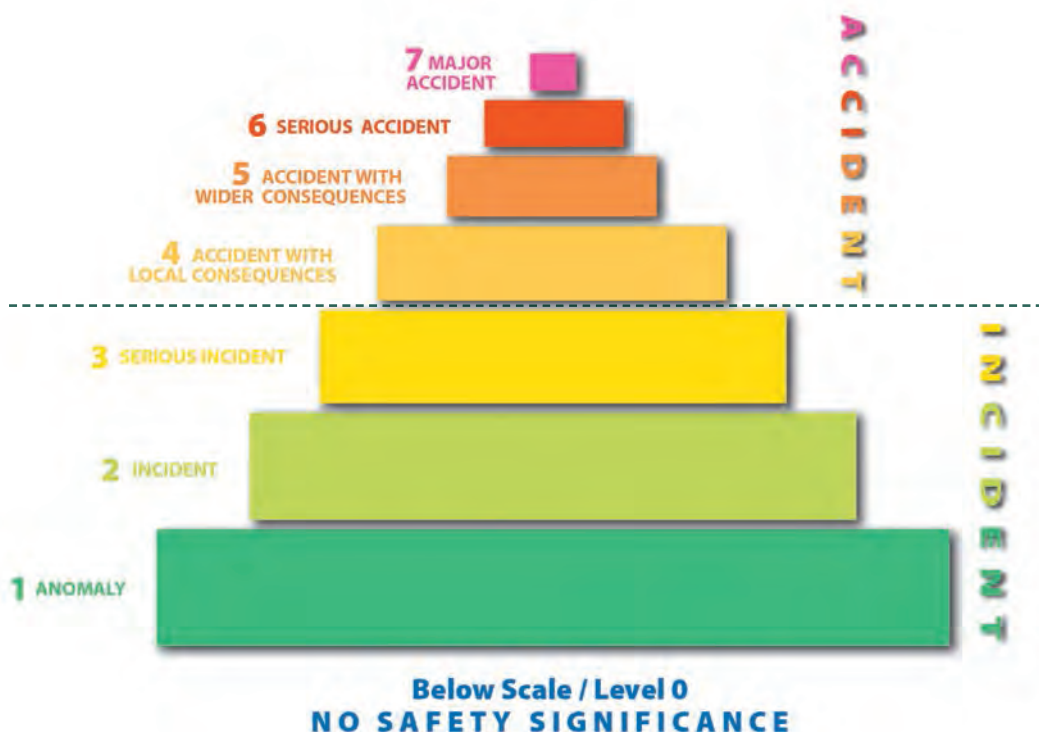 7 MAJOR
ACCIDENT
6 SERIOUS ACCIDENT
5 ACCIDENT WITH
WIDER CONSEQUENCES
4 ACCIDENT WITH
LOCAL CONSEQUENCES
3 SERIOUS INCIDENT
2 INCIDENT
1 ANOMALY
ACCIDENT
INCIDENT
Below Scale / Level 0
NO SAFETY SIGNIFICANCE